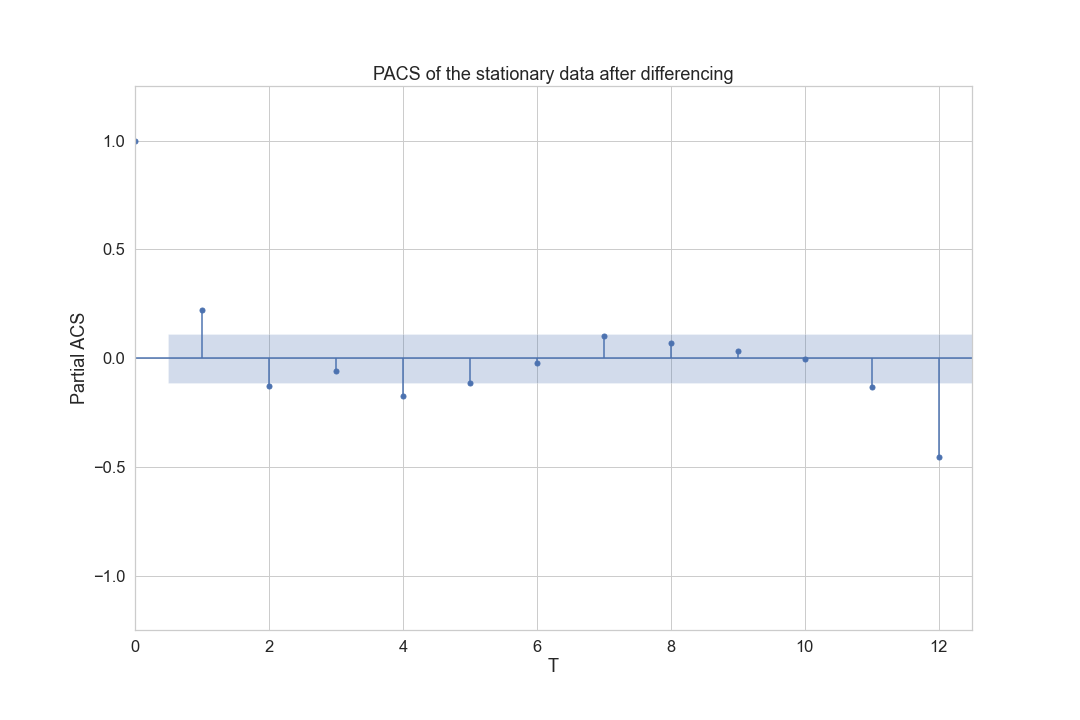 PACS of the stationary data after differencing
1.0
0.5
0.0
−0.5
−1.0
Partial ACS
0 2 4 6 8 10 12
T